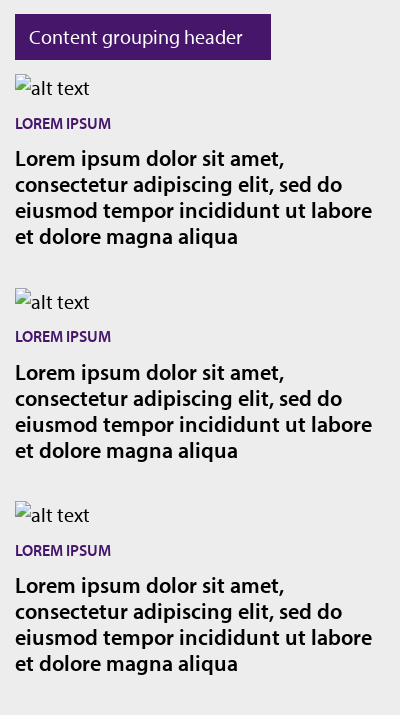 Content grouping header
alt text
LOREM IPSUM
Lorem ipsum dolor sit amet,
consectetur adipiscing elit, sed do
eiusmod tempor incididunt ut labore
et dolore magna aliqua
alt text
LOREM IPSUM
Lorem ipsum dolor sit amet,
consectetur adipiscing elit, sed do
eiusmod tempor incididunt ut labore
et dolore magna aliqua
alt text
LOREM IPSUM
Lorem ipsum dolor sit amet,
consectetur adipiscing elit, sed do
eiusmod tempor incididunt ut labore
et dolore magna aliqua